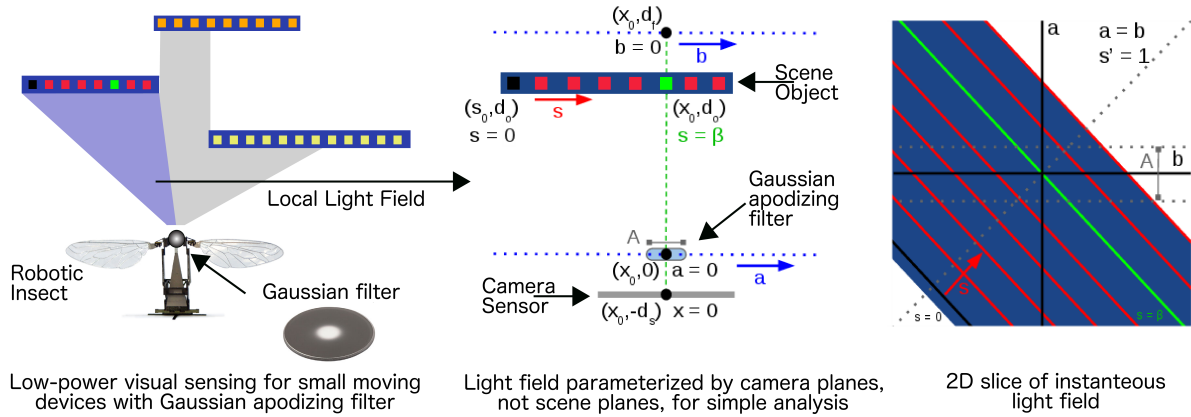 Local Light Field
Robotic
Insect
Gaussian filter
Low-power visual sensing for small moving
devices with Gaussian apodizing filter
(x₀,d_f)
b = 0
b
Scene
Object
(s₀,d_o)
s
s = 0
(x₀,d_o)
s = β
Gaussian
apodizing
filter
A
(x₀,0) a = 0
a
Camera
Sensor
(x₀,-d_s) x = 0
Light field parameterized by camera planes,
not scene planes, for simple analysis
a
a = b
s' = 1
A
b
s
s = 0
s = β
2D slice of instanteous
light field